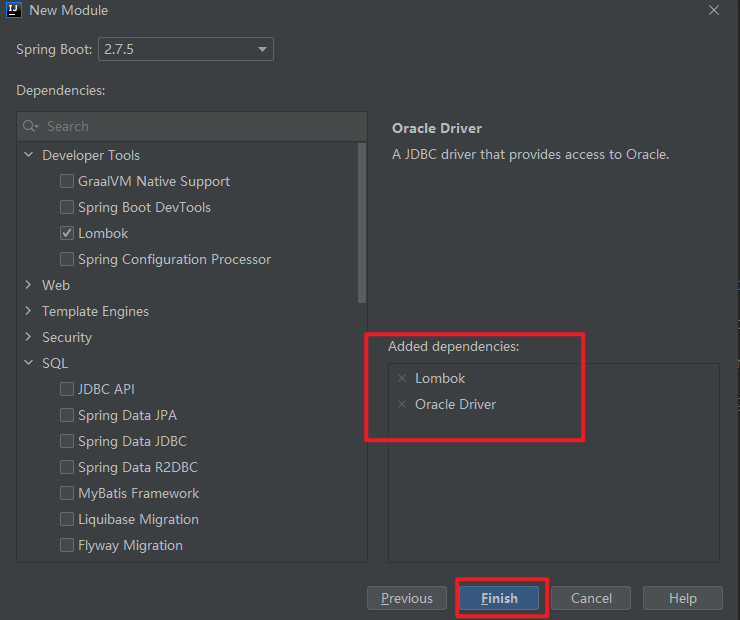 IJ New Module
Spring Boot: 2.7.5
Dependencies:
Search
Developer Tools
GraalVM Native Support
Spring Boot DevTools
Lombok
Spring Configuration Processor
Web
Template Engines
Security
SQL
JDBC API
Spring Data JPA
Spring Data JDBC
Spring Data R2DBC
MyBatis Framework
Liquibase Migration
Flyway Migration
Oracle Driver
A JDBC driver that provides access to Oracle.
Added dependencies:
Lombok
Oracle Driver
Previous Finish Cancel Help